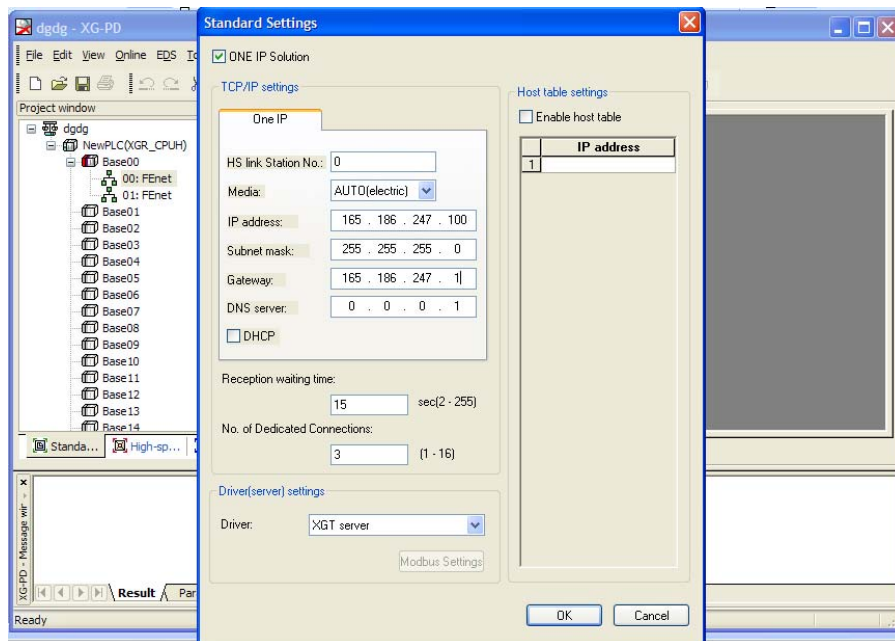 dgdg - XG-PD
File Edit View Online EDS
Project window
dgdg
NewPLC(XGR_CPUH)
Base00
00: FEnet
01: FEnet
Base01
Base02
Base03
Base04
Base05
Base06
Base07
Base08
Base09
Base10
Base11
Base12
Base13
Base14
Standa...
High-sp...
XG-PD - Message
Result
Par
Ready
Standard Settings
ONE IP Solution
TCP/IP settings
One IP
HS link Station No.: 0
Media: AUTO(electric)
IP address: 165 . 186 . 247 . 100
Subnet mask: 255 . 255 . 255 . 0
Gateway: 165 . 186 . 247 . 1
DNS server: 0 . 0 . 0 . 1
DHCP
Reception waiting time:
15 sec(2 - 255)
No. of Dedicated Connections:
3 (1 - 16)
Driver(server) settings
Driver: XGT server
Modbus Settings
Host table settings
Enable host table
IP address
1
OK Cancel